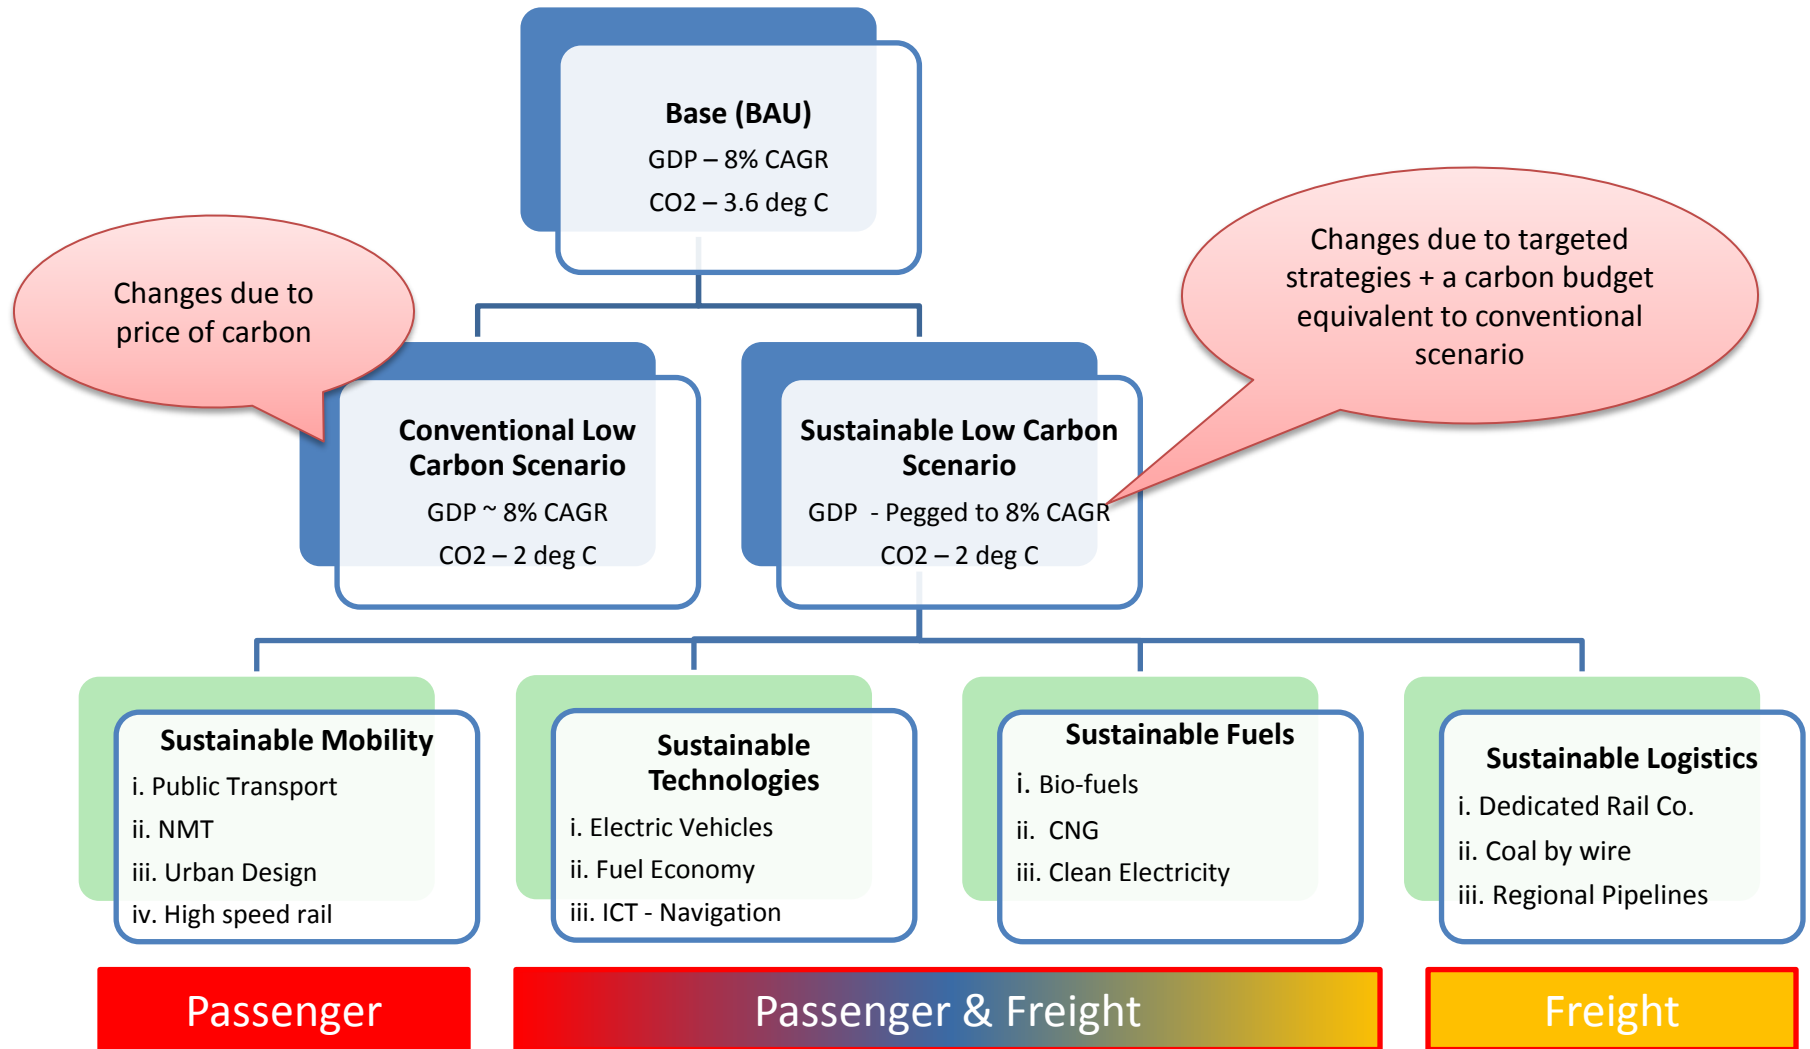 Base (BAU)
GDP – 8% CAGR
CO2 – 3.6 deg C
Changes due to
price of carbon
Changes due to targeted
strategies + a carbon budget
equivalent to conventional
scenario
Conventional Low
Carbon Scenario
GDP ~ 8% CAGR
CO2 – 2 deg C
Sustainable Low Carbon
Scenario
GDP - Pegged to 8% CAGR
CO2 – 2 deg C
Sustainable Mobility
i. Public Transport
ii. NMT
iii. Urban Design
iv. High speed rail
Sustainable
Technologies
i. Electric Vehicles
ii. Fuel Economy
iii. ICT - Navigation
Sustainable Fuels
i. Bio-fuels
ii. CNG
iii. Clean Electricity
Sustainable Logistics
i. Dedicated Rail Co.
ii. Coal by wire
iii. Regional Pipelines
Passenger
Passenger & Freight
Freight